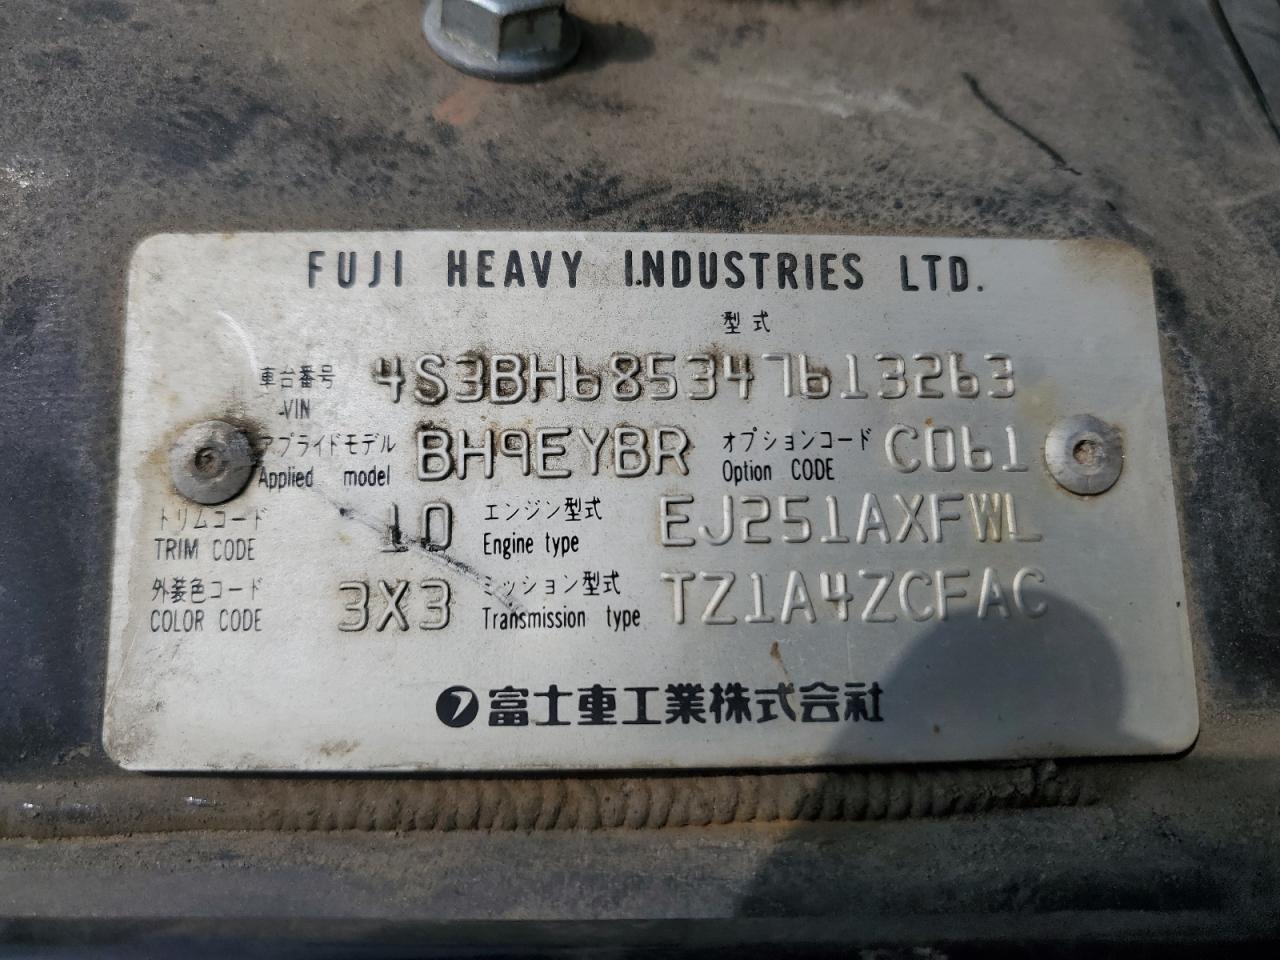 FUJI HEAVY INDUSTRIES LTD.
型式
車台番号 VIN 4S3BH685347613263
アプライドモデル Applied model BH9EYBR オプションコード Option CODE C061
トリムコード TRIM CODE 10 エンジン型式 Engine type EJ251AXFWL
外装色コード COLOR CODE 3X3 ミッション型式 Transmission type TZ1A4ZCFAC
富士重工業株式会社